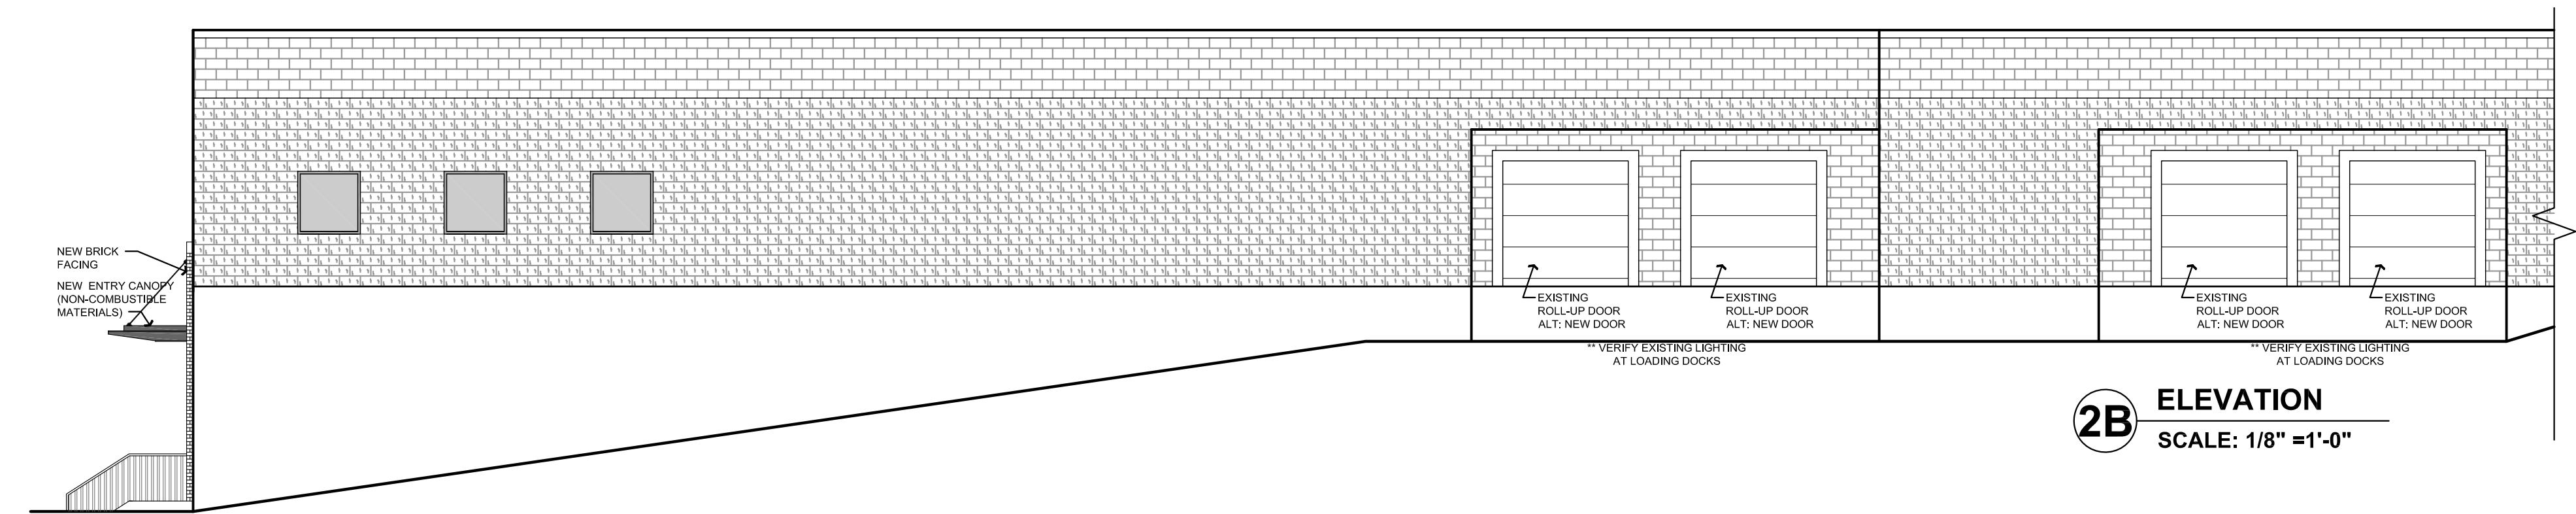 NEW BRICK
FACING
NEW ENTRY CANOPY
(NON-COMBUSTIBLE
MATERIALS)
EXISTING
ROLL-UP DOOR
ALT: NEW DOOR
EXISTING
ROLL-UP DOOR
ALT: NEW DOOR
** VERIFY EXISTING LIGHTING
AT LOADING DOCKS
EXISTING
ROLL-UP DOOR
ALT: NEW DOOR
EXISTING
ROLL-UP DOOR
ALT: NEW DOOR
** VERIFY EXISTING LIGHTING
AT LOADING DOCKS
2B
ELEVATION
SCALE: 1/8" =1'-0"